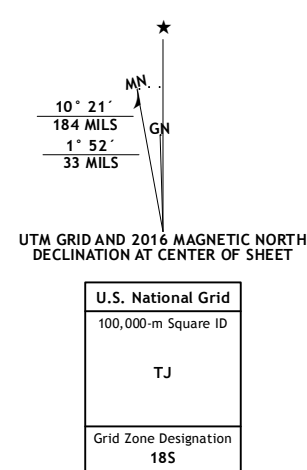 ★
MN
10° 21´
184 MILS
GN
1° 52´
33 MILS
UTM GRID AND 2016 MAGNETIC NORTH
DECLINATION AT CENTER OF SHEET
U.S. National Grid
100,000-m Square ID
TJ
Grid Zone Designation
18S